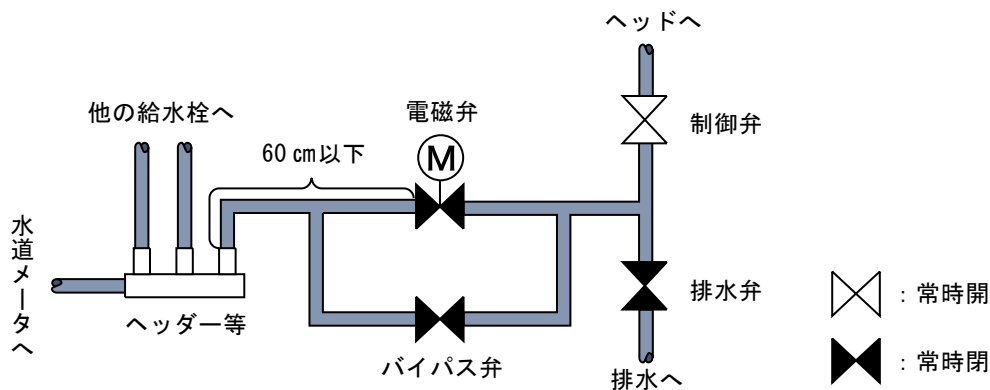 ヘッドへ
電磁弁
他の給水栓へ
制御弁
60 ㎝以下
M
水道メータへ
排水弁
：常時開
ヘッダー等
バイパス弁
：常時閉
排水へ